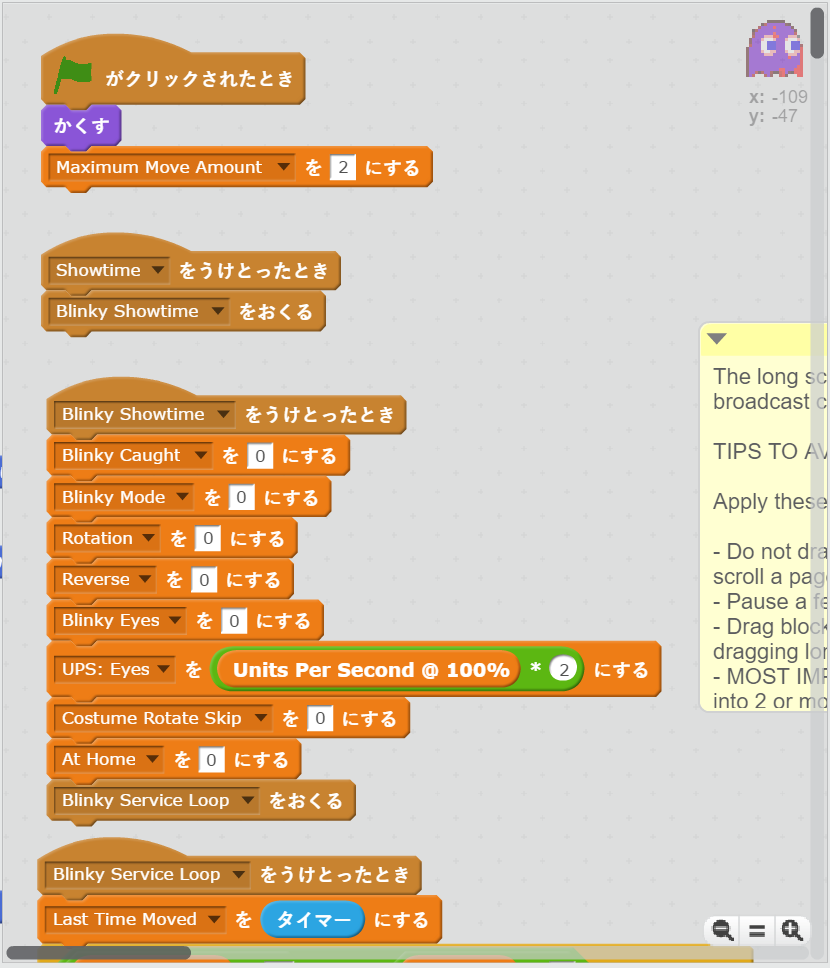 がクリックされたとき
x: -109
y: -47
かくす
Maximum Move Amount を 2 にする
Showtime をうけとったとき
Blinky Showtime をおくる
The long sc
broadcast c
TIPS TO AV
Apply these
- Do not dra
scroll a pag
- Pause a fe
- Drag block
dragging lon
- MOST IMP
into 2 or mo
Blinky Showtime をうけとったとき
Blinky Caught を 0 にする
Blinky Mode を 0 にする
Rotation を 0 にする
Reverse を 0 にする
Blinky Eyes を 0 にする
UPS: Eyes を Units Per Second @ 100% * 2 にする
Costume Rotate Skip を 0 にする
At Home を 0 にする
Blinky Service Loop をおくる
Blinky Service Loop をうけとったとき
Last Time Moved を タイマー にする